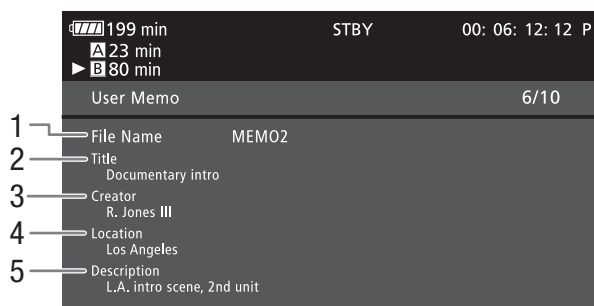 199 min STBY 00: 06: 12: 12 P
A 23 min
B 80 min
User Memo 6/10
1 File Name MEMO2
2 Title
Documentary intro
3 Creator
R. Jones III
4 Location
Los Angeles
5 Description
L.A. intro scene, 2nd unit